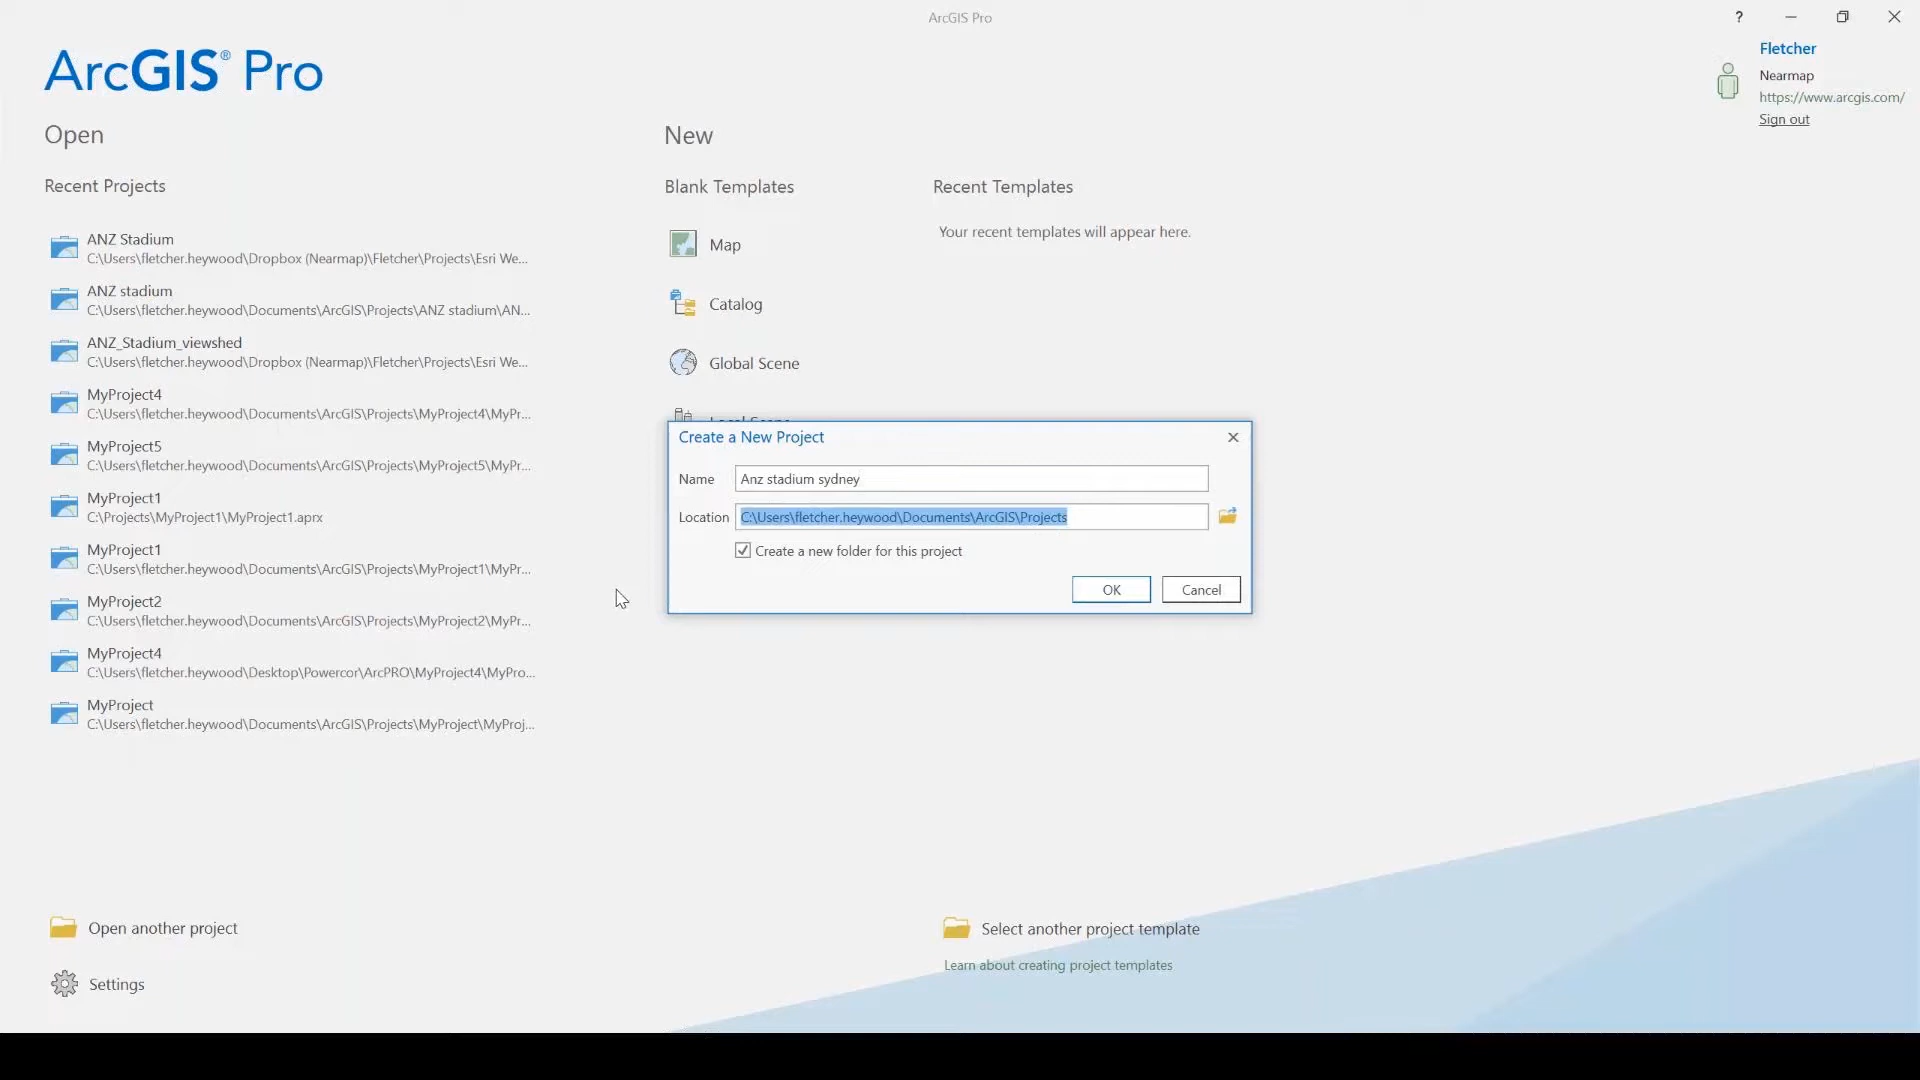 ArcGIS Pro
?
ArcGIS® Pro
Fletcher
Nearmap
https://www.arcgis.com/
Sign out
Open
Recent Projects
ANZ Stadium
C:\Users\fletcher.heywood\Dropbox (Nearmap)\Fletcher\Projects\Esri We...
ANZ stadium
C:\Users\fletcher.heywood\Documents\ArcGIS\Projects\ANZ stadium\AN...
ANZ_Stadium_viewshed
C:\Users\fletcher.heywood\Dropbox (Nearmap)\Fletcher\Projects\Esri We...
MyProject4
C:\Users\fletcher.heywood\Documents\ArcGIS\Projects\MyProject4\MyPr...
MyProject5
C:\Users\fletcher.heywood\Documents\ArcGIS\Projects\MyProject5\MyPr...
MyProject1
C:\Projects\MyProject1\MyProject1.aprx
MyProject1
C:\Users\fletcher.heywood\Documents\ArcGIS\Projects\MyProject1\MyPr...
MyProject2
C:\Users\fletcher.heywood\Documents\ArcGIS\Projects\MyProject2\MyPr...
MyProject4
C:\Users\fletcher.heywood\Desktop\Powercor\ArcPRO\MyProject4\MyPro...
MyProject
C:\Users\fletcher.heywood\Documents\ArcGIS\Projects\MyProject\MyProj...
Open another project
Settings
New
Blank Templates
Map
Catalog
Global Scene
Local Scene
Recent Templates
Your recent templates will appear here.
Create a New Project
Name
Anz stadium sydney
Location
C:\Users\fletcher.heywood\Documents\ArcGIS\Projects
Create a new folder for this project
OK
Cancel
Select another project template
Learn about creating project templates